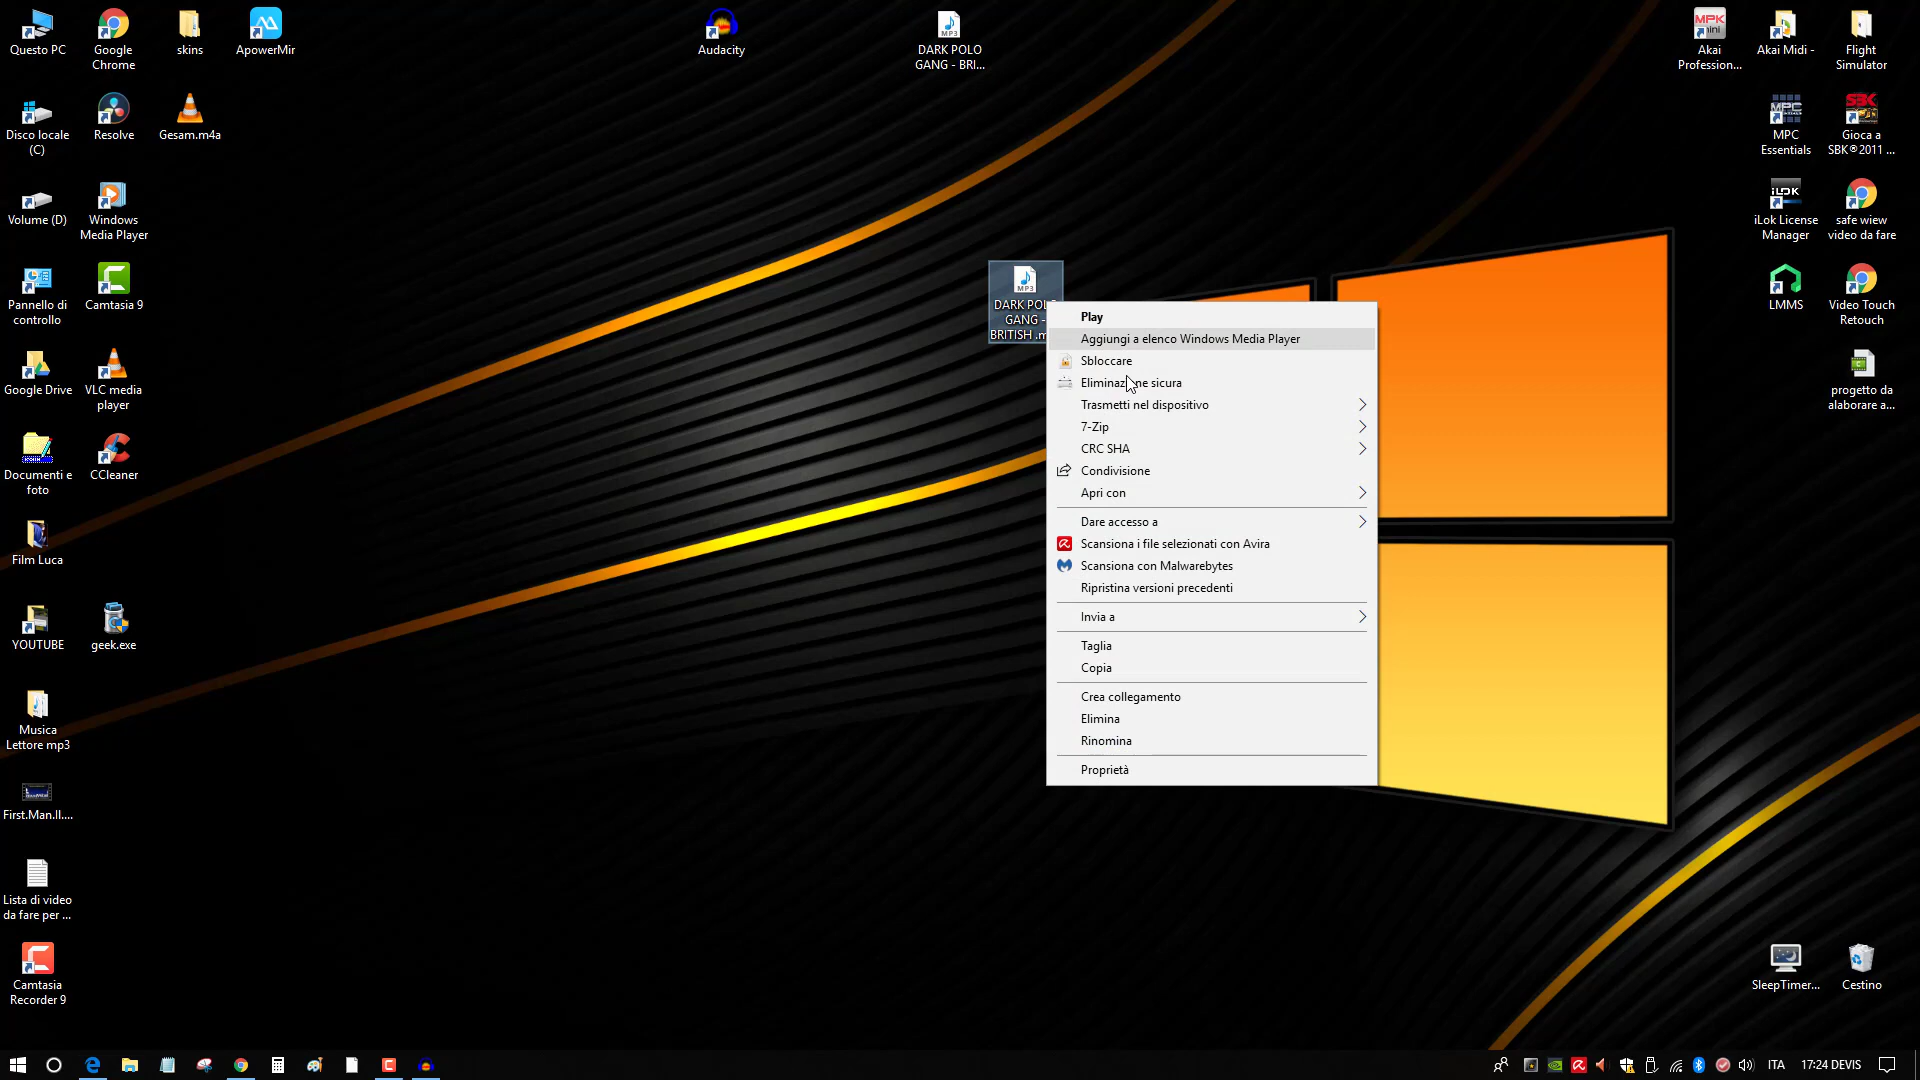 Questo PC
Google
Chrome
skins
ApowerMir
Audacity
MP3
DARK POLO
GANG - BRI...
MPK
mini
Akai
Profession...
Akai Midi -
Flight
Simulator
Disco locale
(C)
Resolve
Gesam.m4a
MPC
Essentials
SBK
Gioca a
SBK®2011 ...
Volume (D)
Windows
Media Player
iLOK
iLok License
Manager
safe wiew
video da fare
Pannello di
controllo
Camtasia 9
LMMS
Video Touch
Retouch
Google Drive
VLC media
player
progetto da
alaborare a...
Documenti e
foto
CCleaner
Film Luca
YOUTUBE
geek.exe
Musica
Lettore mp3
First.Man.Il....
Lista di video
da fare per ...
Camtasia
Recorder 9
SleepTimer...
Cestino
MP3
DARK POLO
GANG -
BRITISH .m
Play
Aggiungi a elenco Windows Media Player
Sbloccare
Eliminazione sicura
Trasmetti nel dispositivo
7-Zip
CRC SHA
Condivisione
Apri con
Dare accesso a
Scansiona i file selezionati con Avira
Scansiona con Malwarebytes
Ripristina versioni precedenti
Invia a
Taglia
Copia
Crea collegamento
Elimina
Rinomina
Proprietà
ITA
17:24 DEVIS